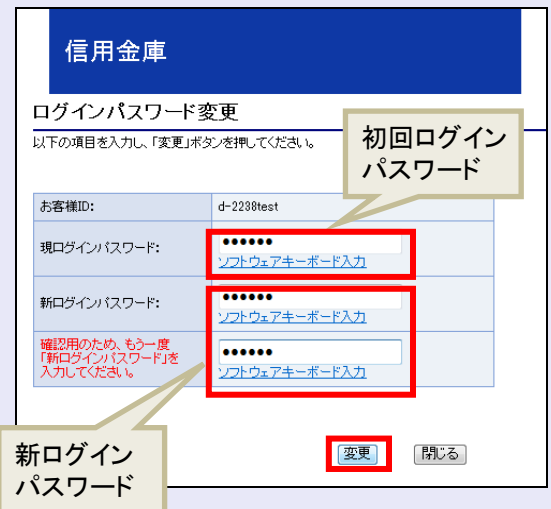 信用金庫
ログインパスワード変更
以下の項目を入力し、「変更」ボタンを押してください。
初回ログイン
パスワード
お客様ID:
d-2238test
現ログインパスワード:
●●●●●●
ソフトウェアキーボード入力
新ログインパスワード:
●●●●●●
ソフトウェアキーボード入力
確認用のため、もう一度
「新ログインパスワード」を
入力してください。
●●●●●●
ソフトウェアキーボード入力
新ログイン
パスワード
変更
閉じる